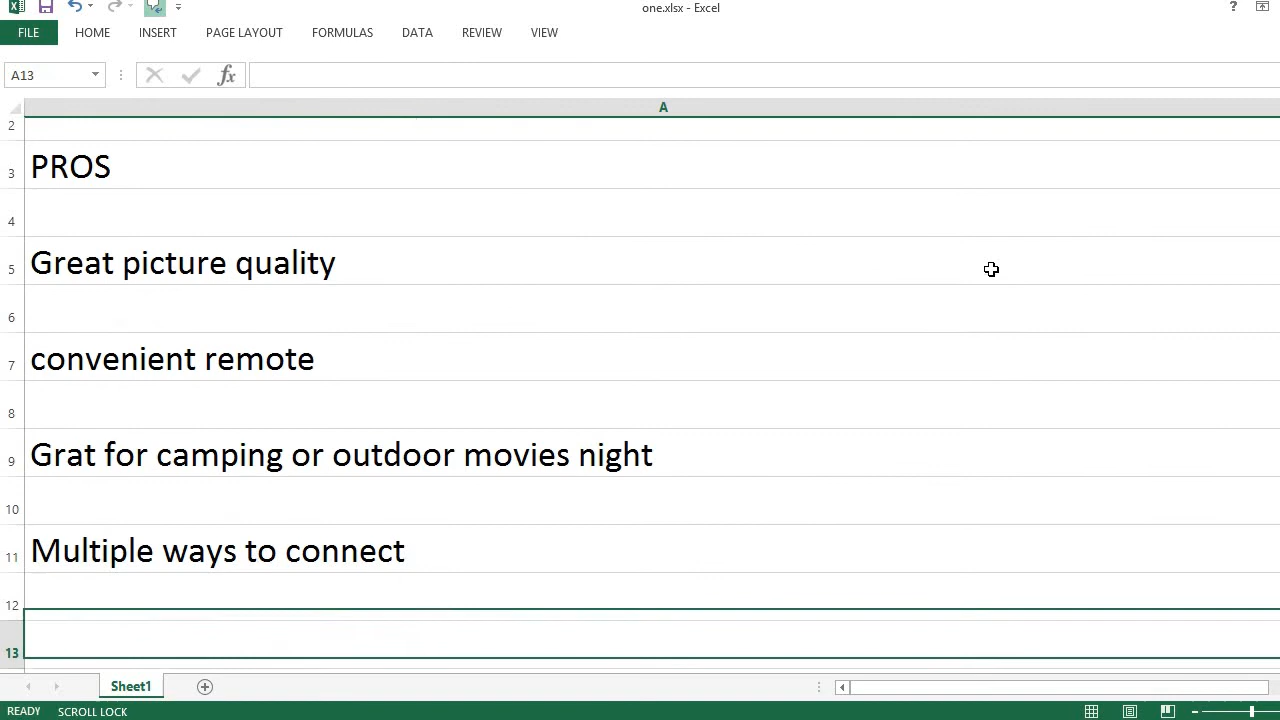 one.xlsx - Excel
?
FILE HOME INSERT PAGE LAYOUT FORMULAS DATA REVIEW VIEW
A13 fx
A
2
3 PROS
4
5 Great picture quality
6
7 convenient remote
8
9 Grat for camping or outdoor movies night
10
11 Multiple ways to connect
12
13
Sheet1
READY SCROLL LOCK